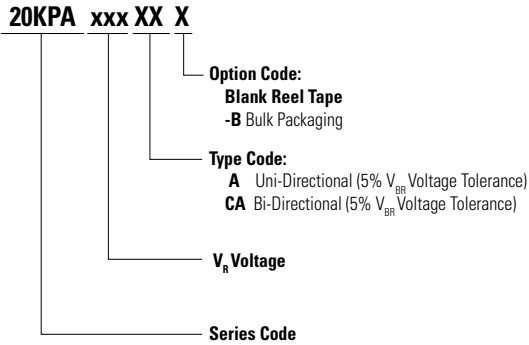 20KPA xxx XX X
Option Code:
Blank Reel Tape
-B Bulk Packaging
Type Code:
A Uni-Directional (5% VBR Voltage Tolerance)
CA Bi-Directional (5% VBR Voltage Tolerance)
VR Voltage
Series Code